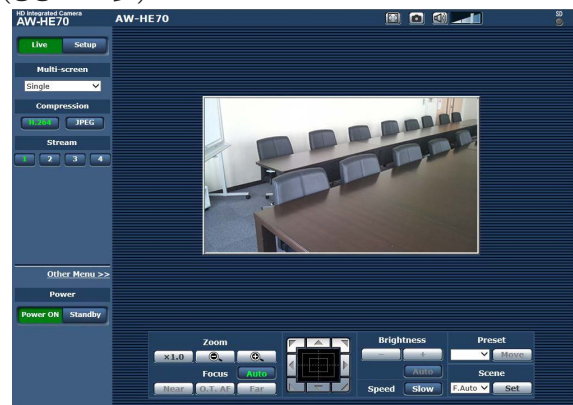 HD Integrated Camera
AW-HE70
AW-HE70
SD
Live Setup
Multi-screen
Single
Compression
H.264 JPEG
Stream
1 2 3 4
Other Menu >>
Power
Power ON Standby
Zoom
×1.0
Focus Auto
Near O.T. AF Far
Brightness
− +
Auto
Speed Slow
Preset
Move
Scene
F.Auto Set